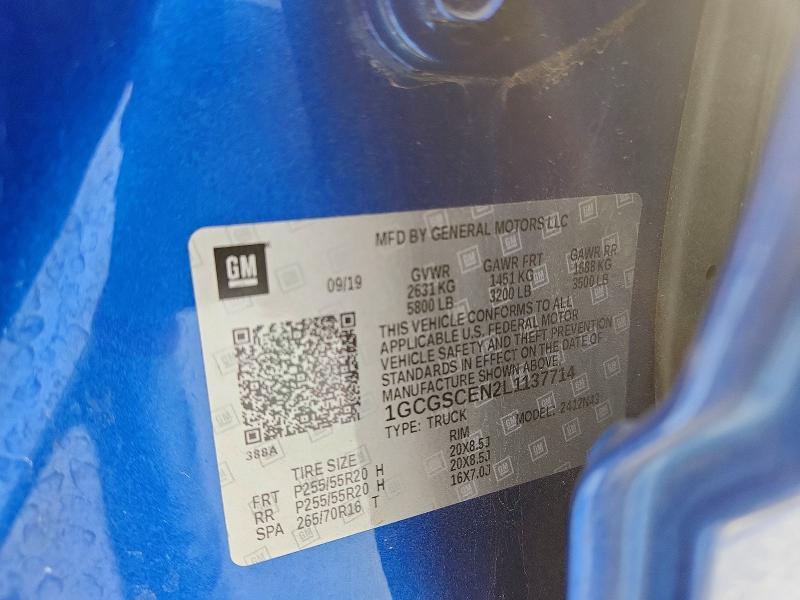 GM
MFD BY GENERAL MOTORS LLC
09/19
GVWR GAWR FRT GAWR RR
2631 KG 1451 KG 1588 KG
5800 LB 3200 LB 3500 LB
THIS VEHICLE CONFORMS TO ALL
APPLICABLE U.S. FEDERAL MOTOR
VEHICLE SAFETY AND THEFT PREVENTION
STANDARDS IN EFFECT ON THE DATE OF
MANUFACTURE SHOWN ABOVE.
1GCGSCEN2L1137714
TYPE: TRUCK MODEL: 2412N43
388A
TIRE SIZE RIM
FRT P255/55R20 H 20X8.5J
RR P255/55R20 H 20X8.5J
SPA 265/70R16 T 16X7.0J